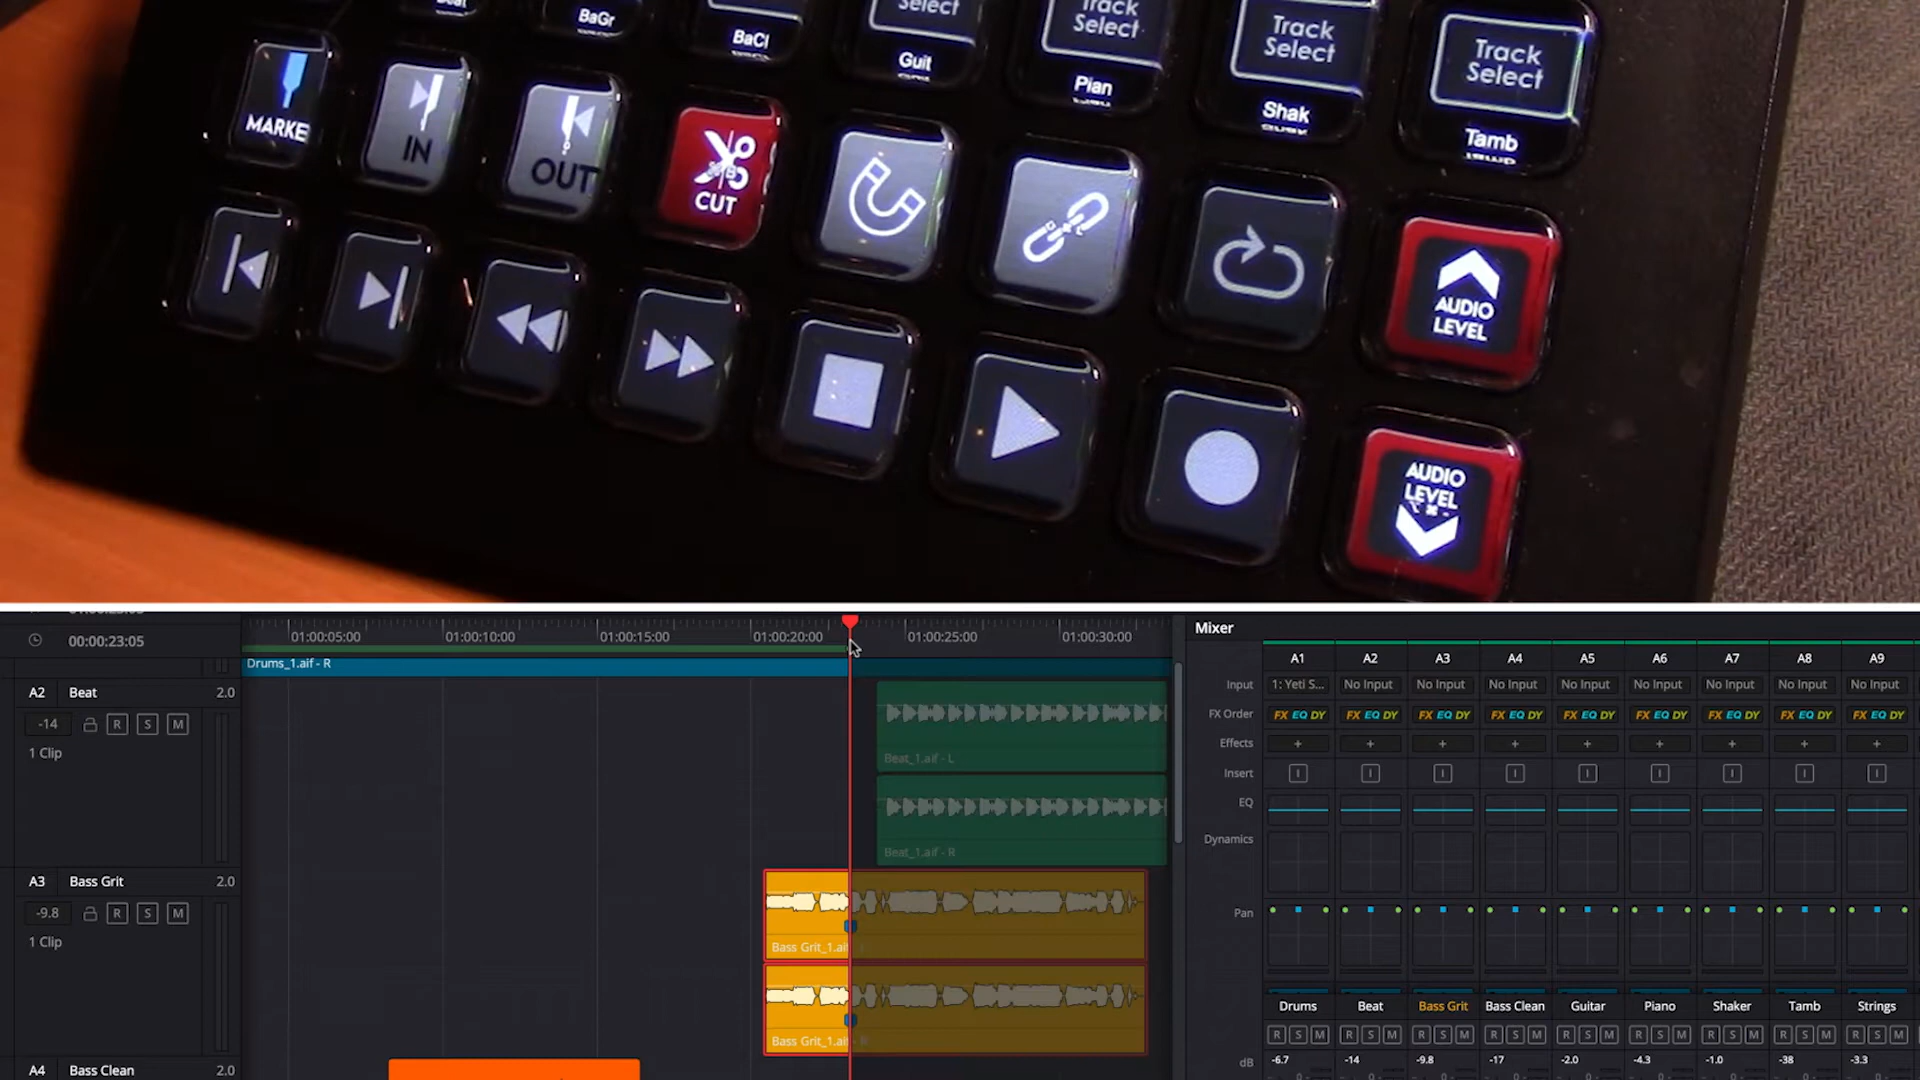 BaGr
BaCl
Select
Guit
Track
Select
Pian
Track
Select
Shak
Track
Select
Tamb
MARKE
IN
OUT
CUT
AUDIO
LEVEL
AUDIO
LEVEL
00:00:23:05
01:00:05:00
01:00:10:00
01:00:15:00
01:00:20:00
01:00:25:00
01:00:30:00
Mixer
Drums_1.aif - R
A1 A2 A3 A4 A5 A6 A7 A8 A9
Input 1: Yeti S... No Input No Input No Input No Input No Input No Input No Input No Input
FX Order FX EQ DY FX EQ DY FX EQ DY FX EQ DY FX EQ DY FX EQ DY FX EQ DY FX EQ DY FX EQ DY
Effects + + + + + + + + +
Insert I I I I I I I I I
EQ
Dynamics
Pan
A2 Beat 2.0
-14 R S M
1 Clip
Beat_1.aif - L
Beat_1.aif - R
A3 Bass Grit 2.0
-9.8 R S M
1 Clip
Bass Grit_1.aif
Bass Grit_1.aif - R
A4 Bass Clean 2.0
Drums Beat Bass Grit Bass Clean Guitar Piano Shaker Tamb Strings
R S M R S M R S M R S M R S M R S M R S M R S M R S M
dB -6.7 -14 -9.8 -17 -2.0 -4.3 -1.0 -38 -3.3